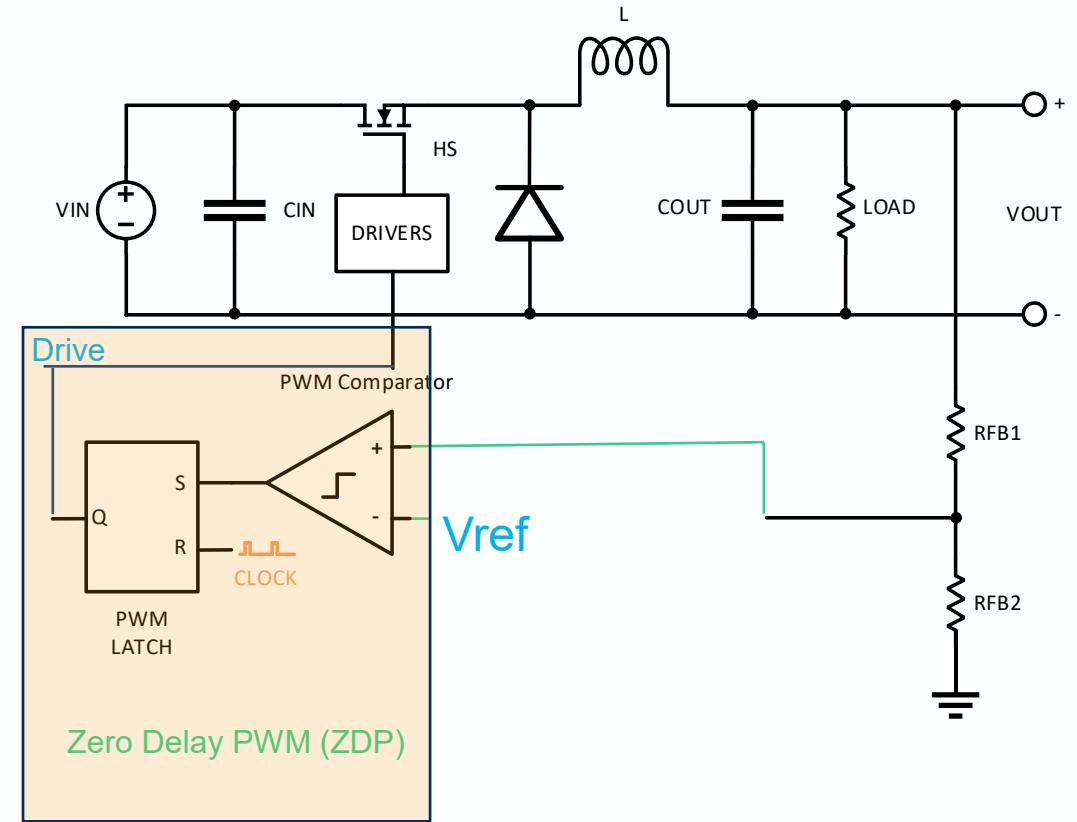 L
+
HS
VIN
+
−
CIN
DRIVERS
COUT
LOAD
VOUT
-
Drive
PWM Comparator
+
S
Q
-
Vref
R
CLOCK
PWM
LATCH
RFB1
RFB2
Zero Delay PWM (ZDP)